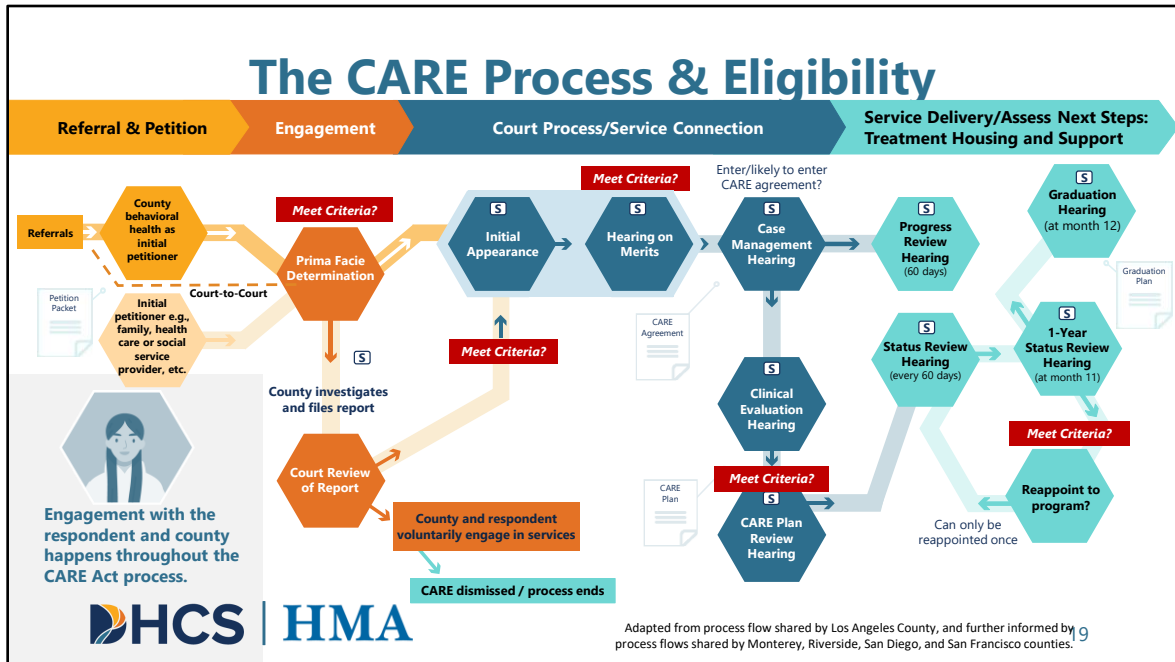 The CARE Process & Eligibility
Referral & Petition
Engagement
Court Process/Service Connection
Service Delivery/Assess Next Steps:
Treatment Housing and Support
Referrals
County
behavioral
health as
initial
petitioner
Petition
Packet
Initial
petitioner e.g.,
family, health
care or social
service
provider, etc.
Court-to-Court
Meet Criteria?
Prima Facie
Determination
S
County investigates
and files report
Court Review
of Report
County and respondent
voluntarily engage in services
CARE dismissed / process ends
Meet Criteria?
S
Initial
Appearance
Meet Criteria?
S
Hearing on
Merits
Enter/likely to enter
CARE agreement?
S
Case
Management
Hearing
CARE
Agreement
S
Clinical
Evaluation
Hearing
Meet Criteria?
CARE
Plan
S
CARE Plan
Review
Hearing
S
Progress
Review
Hearing
(60 days)
S
Status Review
Hearing
(every 60 days)
S
Graduation
Hearing
(at month 12)
Graduation
Plan
S
1-Year
Status Review
Hearing
(at month 11)
Meet Criteria?
Reappoint to
program?
Can only be
reappointed once
Engagement with the
respondent and county
happens throughout the
CARE Act process.
DHCS
HMA
Adapted from process flow shared by Los Angeles County, and further informed by
process flows shared by Monterey, Riverside, San Diego, and San Francisco counties.
19